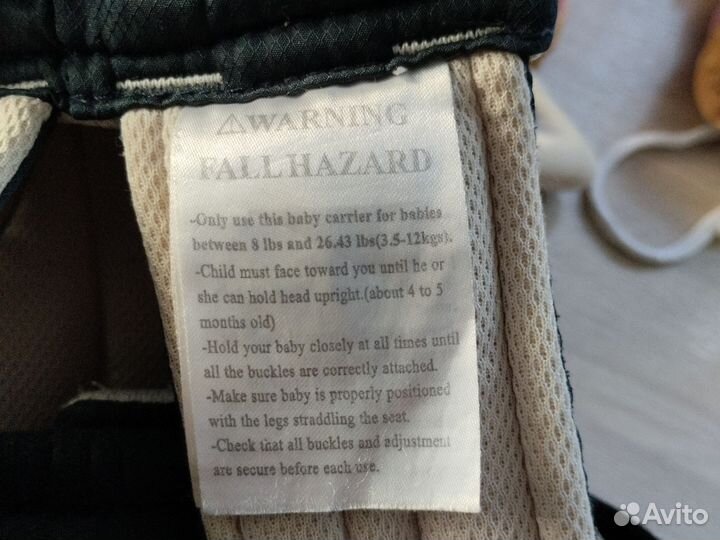 ⚠WARNING
FALL HAZARD
-Only use this baby carrier for babies
between 8 lbs and 26.43 lbs(3.5-12kgs).
-Child must face toward you until he or
she can hold head upright.(about 4 to 5
months old)
-Hold your baby closely at all times until
all the buckles are correctly attached.
-Make sure baby is properly positioned
with the legs straddling the seat.
-Check that all buckles and adjustment
are secure before each use.
Avito